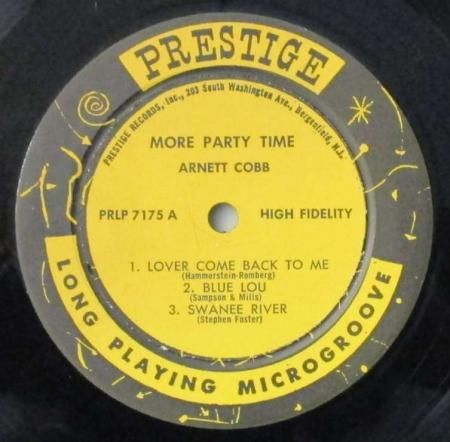 PRESTIGE
PRESTIGE RECORDS, Inc., 203 South Washington Ave., Bergenfield, N.J.
MORE PARTY TIME
ARNETT COBB
PRLP 7175 A HIGH FIDELITY
1. LOVER COME BACK TO ME
(Hammerstein-Romberg)
2. BLUE LOU
(Sampson & Mills)
3. SWANEE RIVER
(Stephen Foster)
LONG PLAYING MICROGROOVE